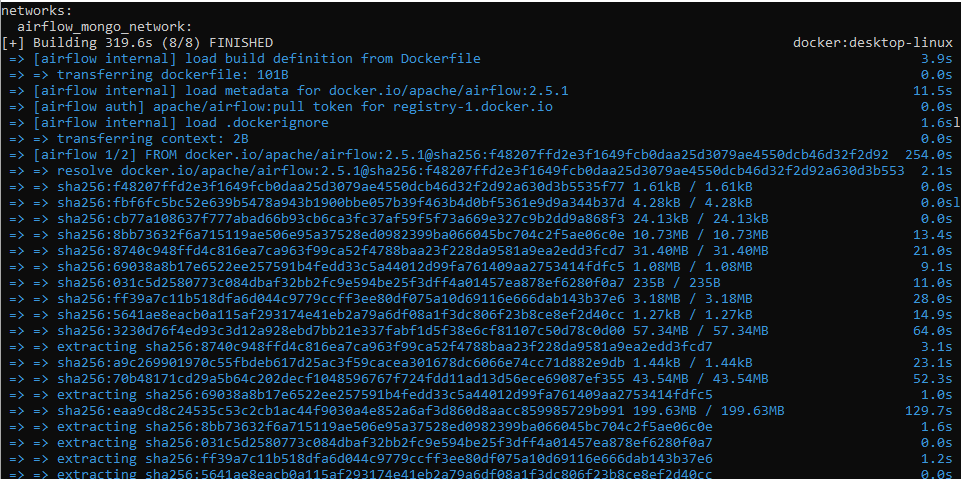 networks:
  airflow_mongo_network:
[+] Building 319.6s (8/8) FINISHED docker:desktop-linux
=> [airflow internal] load build definition from Dockerfile 3.9s
=> => transferring dockerfile: 101B 0.0s
=> [airflow internal] load metadata for docker.io/apache/airflow:2.5.1 11.5s
=> [airflow auth] apache/airflow:pull token for registry-1.docker.io 0.0s
=> [airflow internal] load .dockerignore 1.6sl
=> => transferring context: 2B 0.0s
=> [airflow 1/2] FROM docker.io/apache/airflow:2.5.1@sha256:f48207ffd2e3f1649fcb0daa25d3079ae4550dcb46d32f2d92 254.0s
=> => resolve docker.io/apache/airflow:2.5.1@sha256:f48207ffd2e3f1649fcb0daa25d3079ae4550dcb46d32f2d92a630d3b553 2.1s
=> => sha256:f48207ffd2e3f1649fcb0daa25d3079ae4550dcb46d32f2d92a630d3b5535f77 1.61kB / 1.61kB 0.0s
=> => sha256:fbf6fc5bc52e639b5478a943b1900bbe057b39f463b4d0bf5361e9d9a344b37d 4.28kB / 4.28kB 0.0sl
=> => sha256:cb77a108637f777abad66b93cb6ca3fc37af59f5f73a669e327c9b2dd9a868f3 24.13kB / 24.13kB 0.0s
=> => sha256:8bb73632f6a715119ae506e95a37528ed0982399ba066045bc704c2f5ae06c0e 10.73MB / 10.73MB 13.4s
=> => sha256:8740c948ffd4c816ea7ca963f99ca52f4788baa23f228da9581a9ea2edd3fcd7 31.40MB / 31.40MB 21.0s
=> => sha256:69038a8b17e6522ee257591b4fedd33c5a44012d99fa761409aa2753414fdfc5 1.08MB / 1.08MB 9.1s
=> => sha256:031c5d2580773c084dbaf32bb2fc9e594be25f3dff4a01457ea878ef6280f0a7 235B / 235B 11.0s
=> => sha256:ff39a7c11b518dfa6d044c9779ccff3ee80df075a10d69116e666dab143b37e6 3.18MB / 3.18MB 28.0s
=> => sha256:5641ae8eacb0a115af293174e41eb2a79a6df08a1f3dc806f23b8ce8ef2d40cc 1.27kB / 1.27kB 14.9s
=> => sha256:3230d76f4ed93c3d12a928ebd7bb21e337fabf1d5f38e6cf81107c50d78c0d00 57.34MB / 57.34MB 64.0s
=> => extracting sha256:8740c948ffd4c816ea7ca963f99ca52f4788baa23f228da9581a9ea2edd3fcd7 3.1s
=> => sha256:a9c269901970c55fbdeb617d25ac3f59cacea301678dc6066e74cc71d882e9db 1.44kB / 1.44kB 23.1s
=> => sha256:70b48171cd29a5b64c202decf1048596767f724fdd11ad13d56ece69087ef355 43.54MB / 43.54MB 52.3s
=> => extracting sha256:69038a8b17e6522ee257591b4fedd33c5a44012d99fa761409aa2753414fdfc5 1.0s
=> => sha256:eaa9cd8c24535c53c2cb1ac44f9030a4e852a6af3d860d8aacc859985729b991 199.63MB / 199.63MB 129.7s
=> => extracting sha256:8bb73632f6a715119ae506e95a37528ed0982399ba066045bc704c2f5ae06c0e 1.6s
=> => extracting sha256:031c5d2580773c084dbaf32bb2fc9e594be25f3dff4a01457ea878ef6280f0a7 0.0s
=> => extracting sha256:ff39a7c11b518dfa6d044c9779ccff3ee80df075a10d69116e666dab143b37e6 1.2s
=> => extracting sha256:5641ae8eacb0a115af293174e41eb2a79a6df08a1f3dc806f23b8ce8ef2d40cc 0.0s